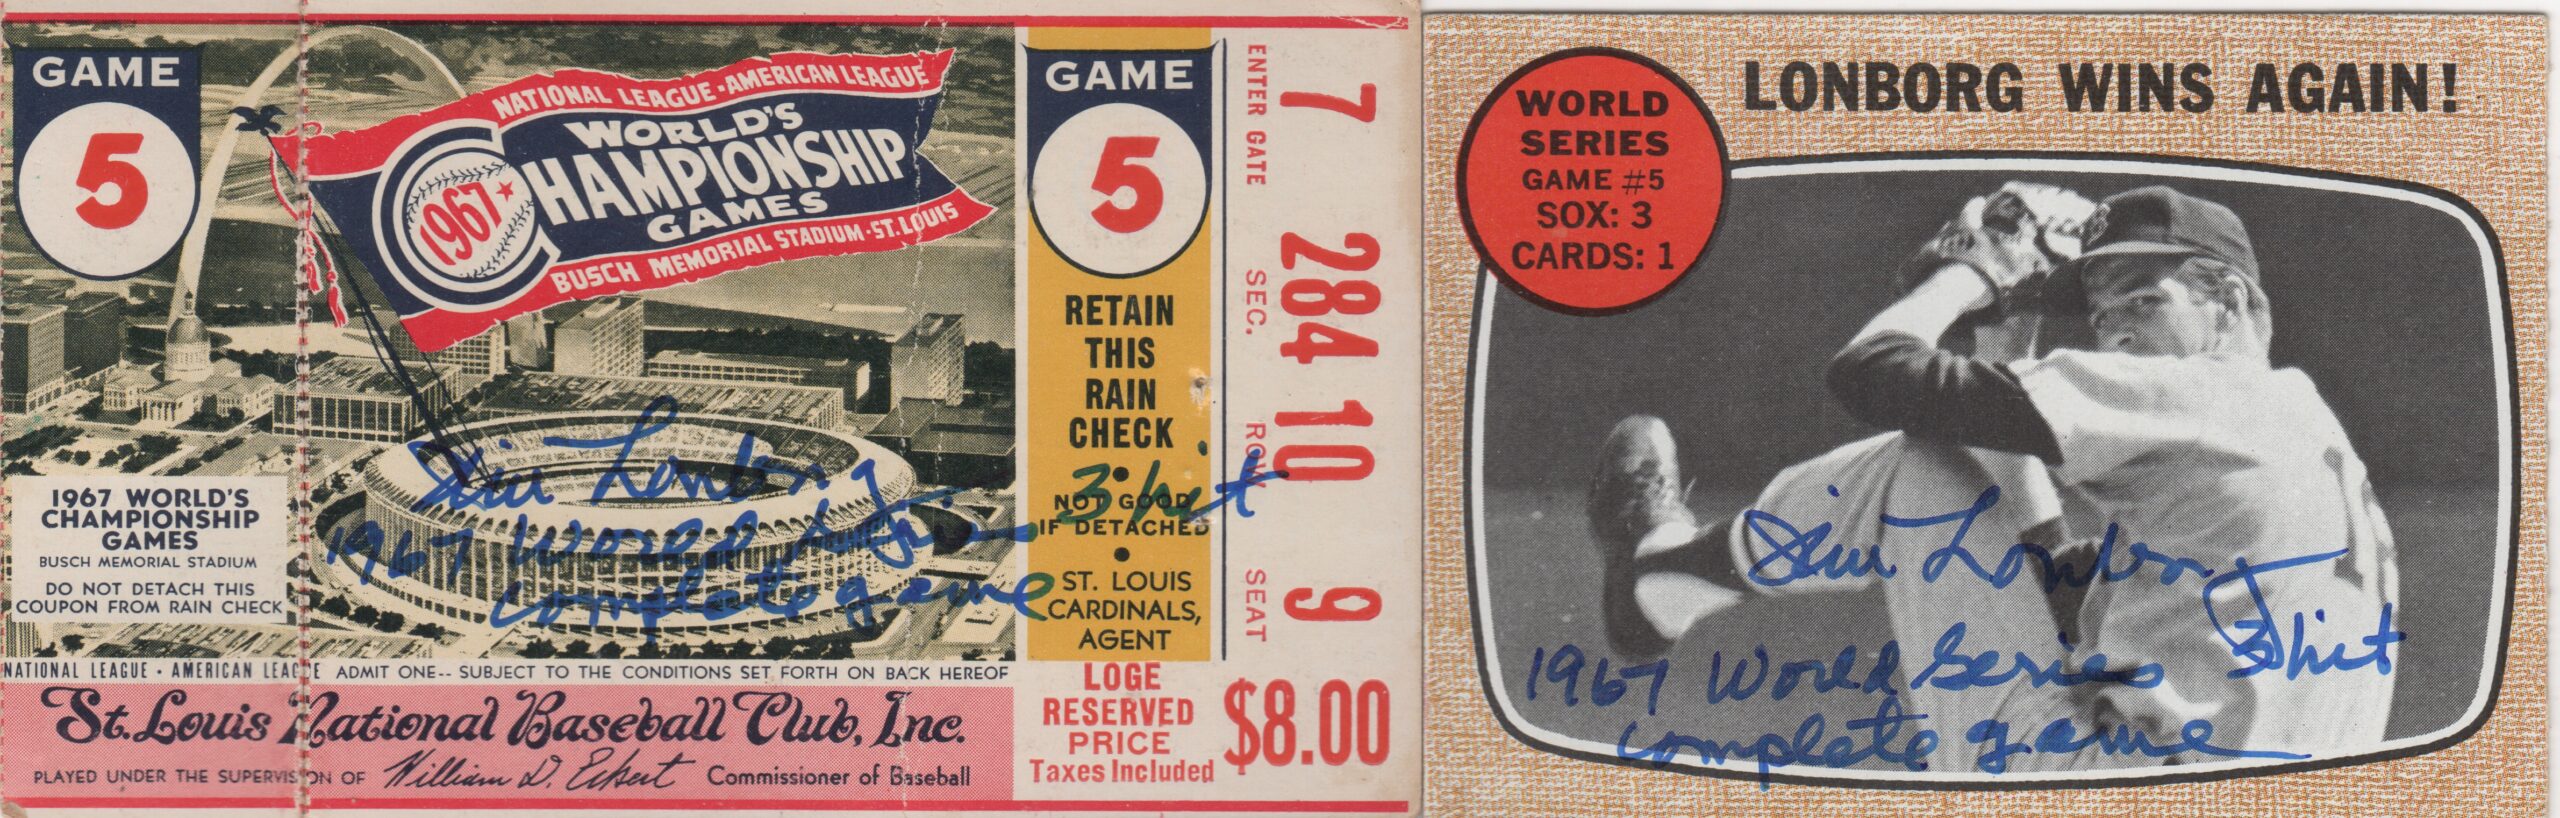 GAME
5
NATIONAL LEAGUE · AMERICAN LEAGUE
WORLD'S
CHAMPIONSHIP
GAMES
1967
BUSCH MEMORIAL STADIUM · ST. LOUIS
1967 WORLD'S
CHAMPIONSHIP
GAMES
BUSCH MEMORIAL STADIUM
DO NOT DETACH THIS
COUPON FROM RAIN CHECK
Jim Lonborg
1967 World Series 3 hit
complete game
NATIONAL LEAGUE · AMERICAN LEAGUE ADMIT ONE-- SUBJECT TO THE CONDITIONS SET FORTH ON BACK HEREOF
St. Louis National Baseball Club, Inc.
PLAYED UNDER THE SUPERVISION OF William D. Eckert Commissioner of Baseball
GAME
5
RETAIN
THIS
RAIN
CHECK
•
NOT GOOD
IF DETACHED
•
ST. LOUIS
CARDINALS,
AGENT
LOGE
RESERVED
PRICE
Taxes Included
$8.00
ENTER GATE 7
SEC. 284
ROW 10
SEAT 9
WORLD
SERIES
GAME #5
SOX: 3
CARDS: 1
LONBORG WINS AGAIN!
Jim Lonborg
1967 World Series 3 hit
complete game